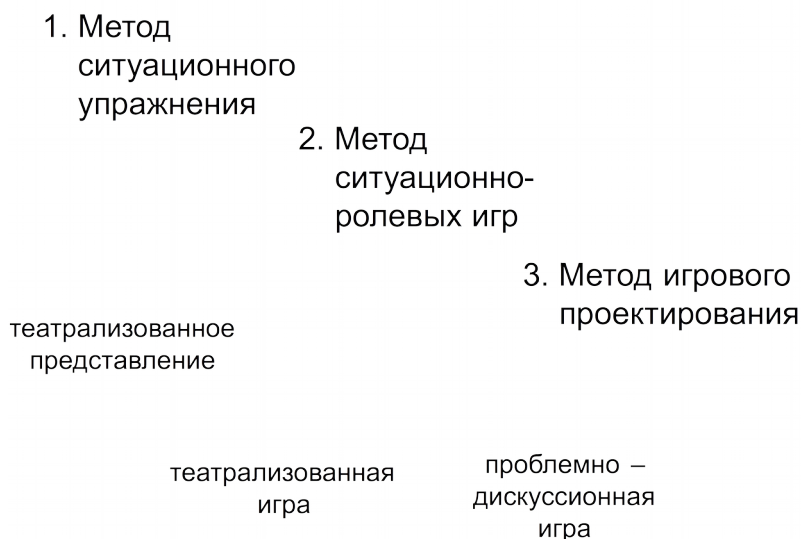 1. Метод
ситуационного
упражнения
2. Метод
ситуационно-
ролевых игр
3. Метод игрового
проектирования
театрализованное
представление
театрализованная
игра
проблемно –
дискуссионная
игра